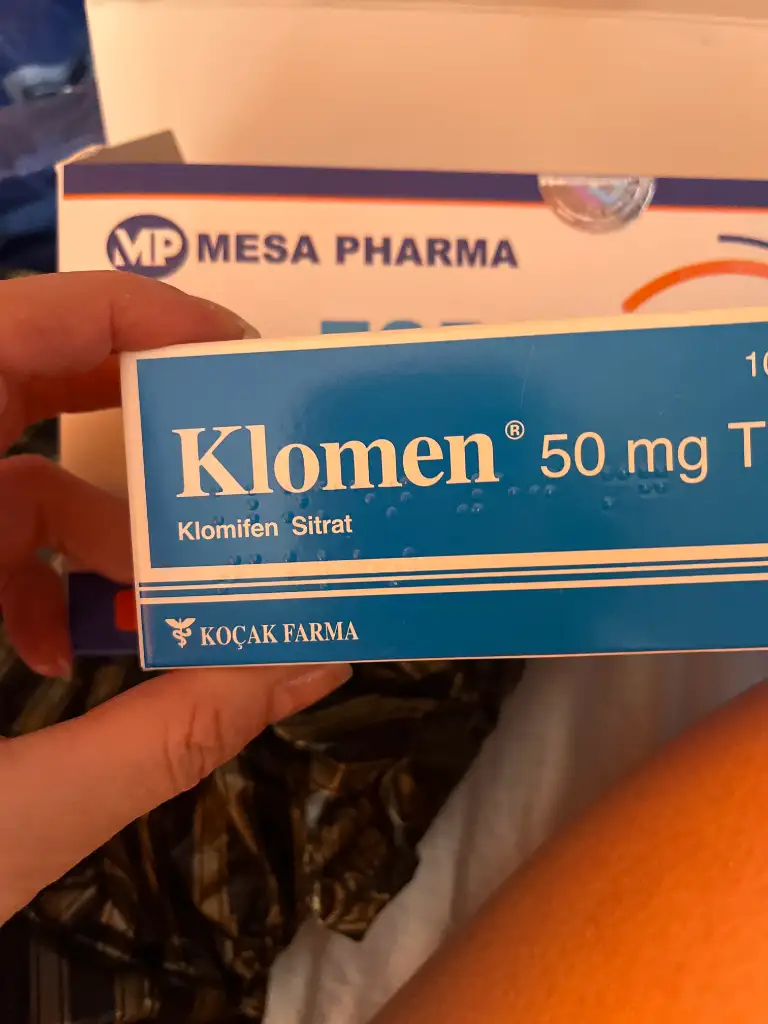 MP MESA PHARMA
Klomen® 50 mg
Klomifen Sitrat
KOÇAK FARMA